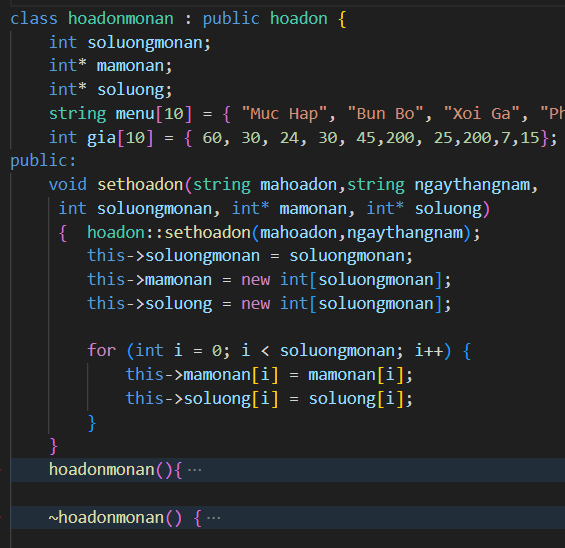 class hoadonmonan : public hoadon {
    int soluongmonan;
    int* mamonan;
    int* soluong;
    string menu[10] = { "Muc Hap", "Bun Bo", "Xoi Ga", "Ph
    int gia[10] = { 60, 30, 24, 30, 45,200, 25,200,7,15};
public:
    void sethoadon(string mahoadon,string ngaythangnam,
     int soluongmonan, int* mamonan, int* soluong)
     {  hoadon::sethoadon(mahoadon,ngaythangnam);
        this->soluongmonan = soluongmonan;
        this->mamonan = new int[soluongmonan];
        this->soluong = new int[soluongmonan];

        for (int i = 0; i < soluongmonan; i++) {
            this->mamonan[i] = mamonan[i];
            this->soluong[i] = soluong[i];
        }
    }
    hoadonmonan(){ ···

    ~hoadonmonan() { ···